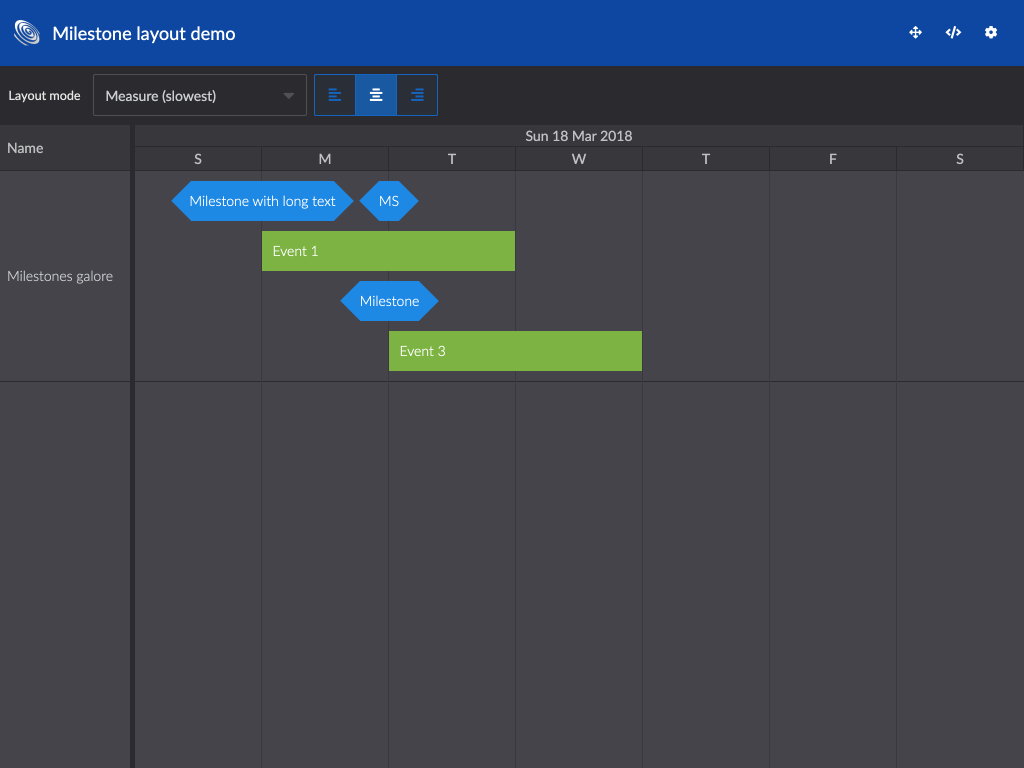 Milestone layout demo
Layout mode
Measure (slowest)
Name
Sun 18 Mar 2018
S M T W T F S
Milestones galore
Milestone with long text
MS
Event 1
Milestone
Event 3